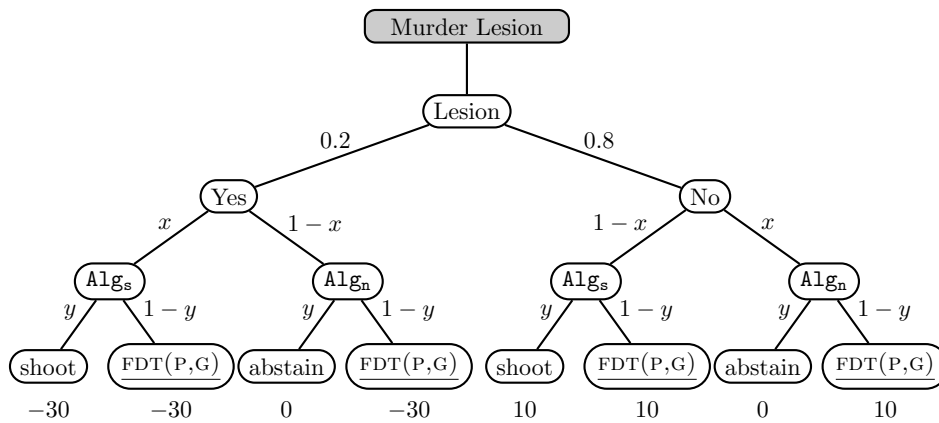 Murder Lesion
Lesion
0.2 0.8
Yes No
x 1 − x 1 − x x
Alg_s Alg_n Alg_s Alg_n
y 1 − y y 1 − y y 1 − y y 1 − y
shoot FDT(P,G) abstain FDT(P,G) shoot FDT(P,G) abstain FDT(P,G)
−30 −30 0 −30 10 10 0 10